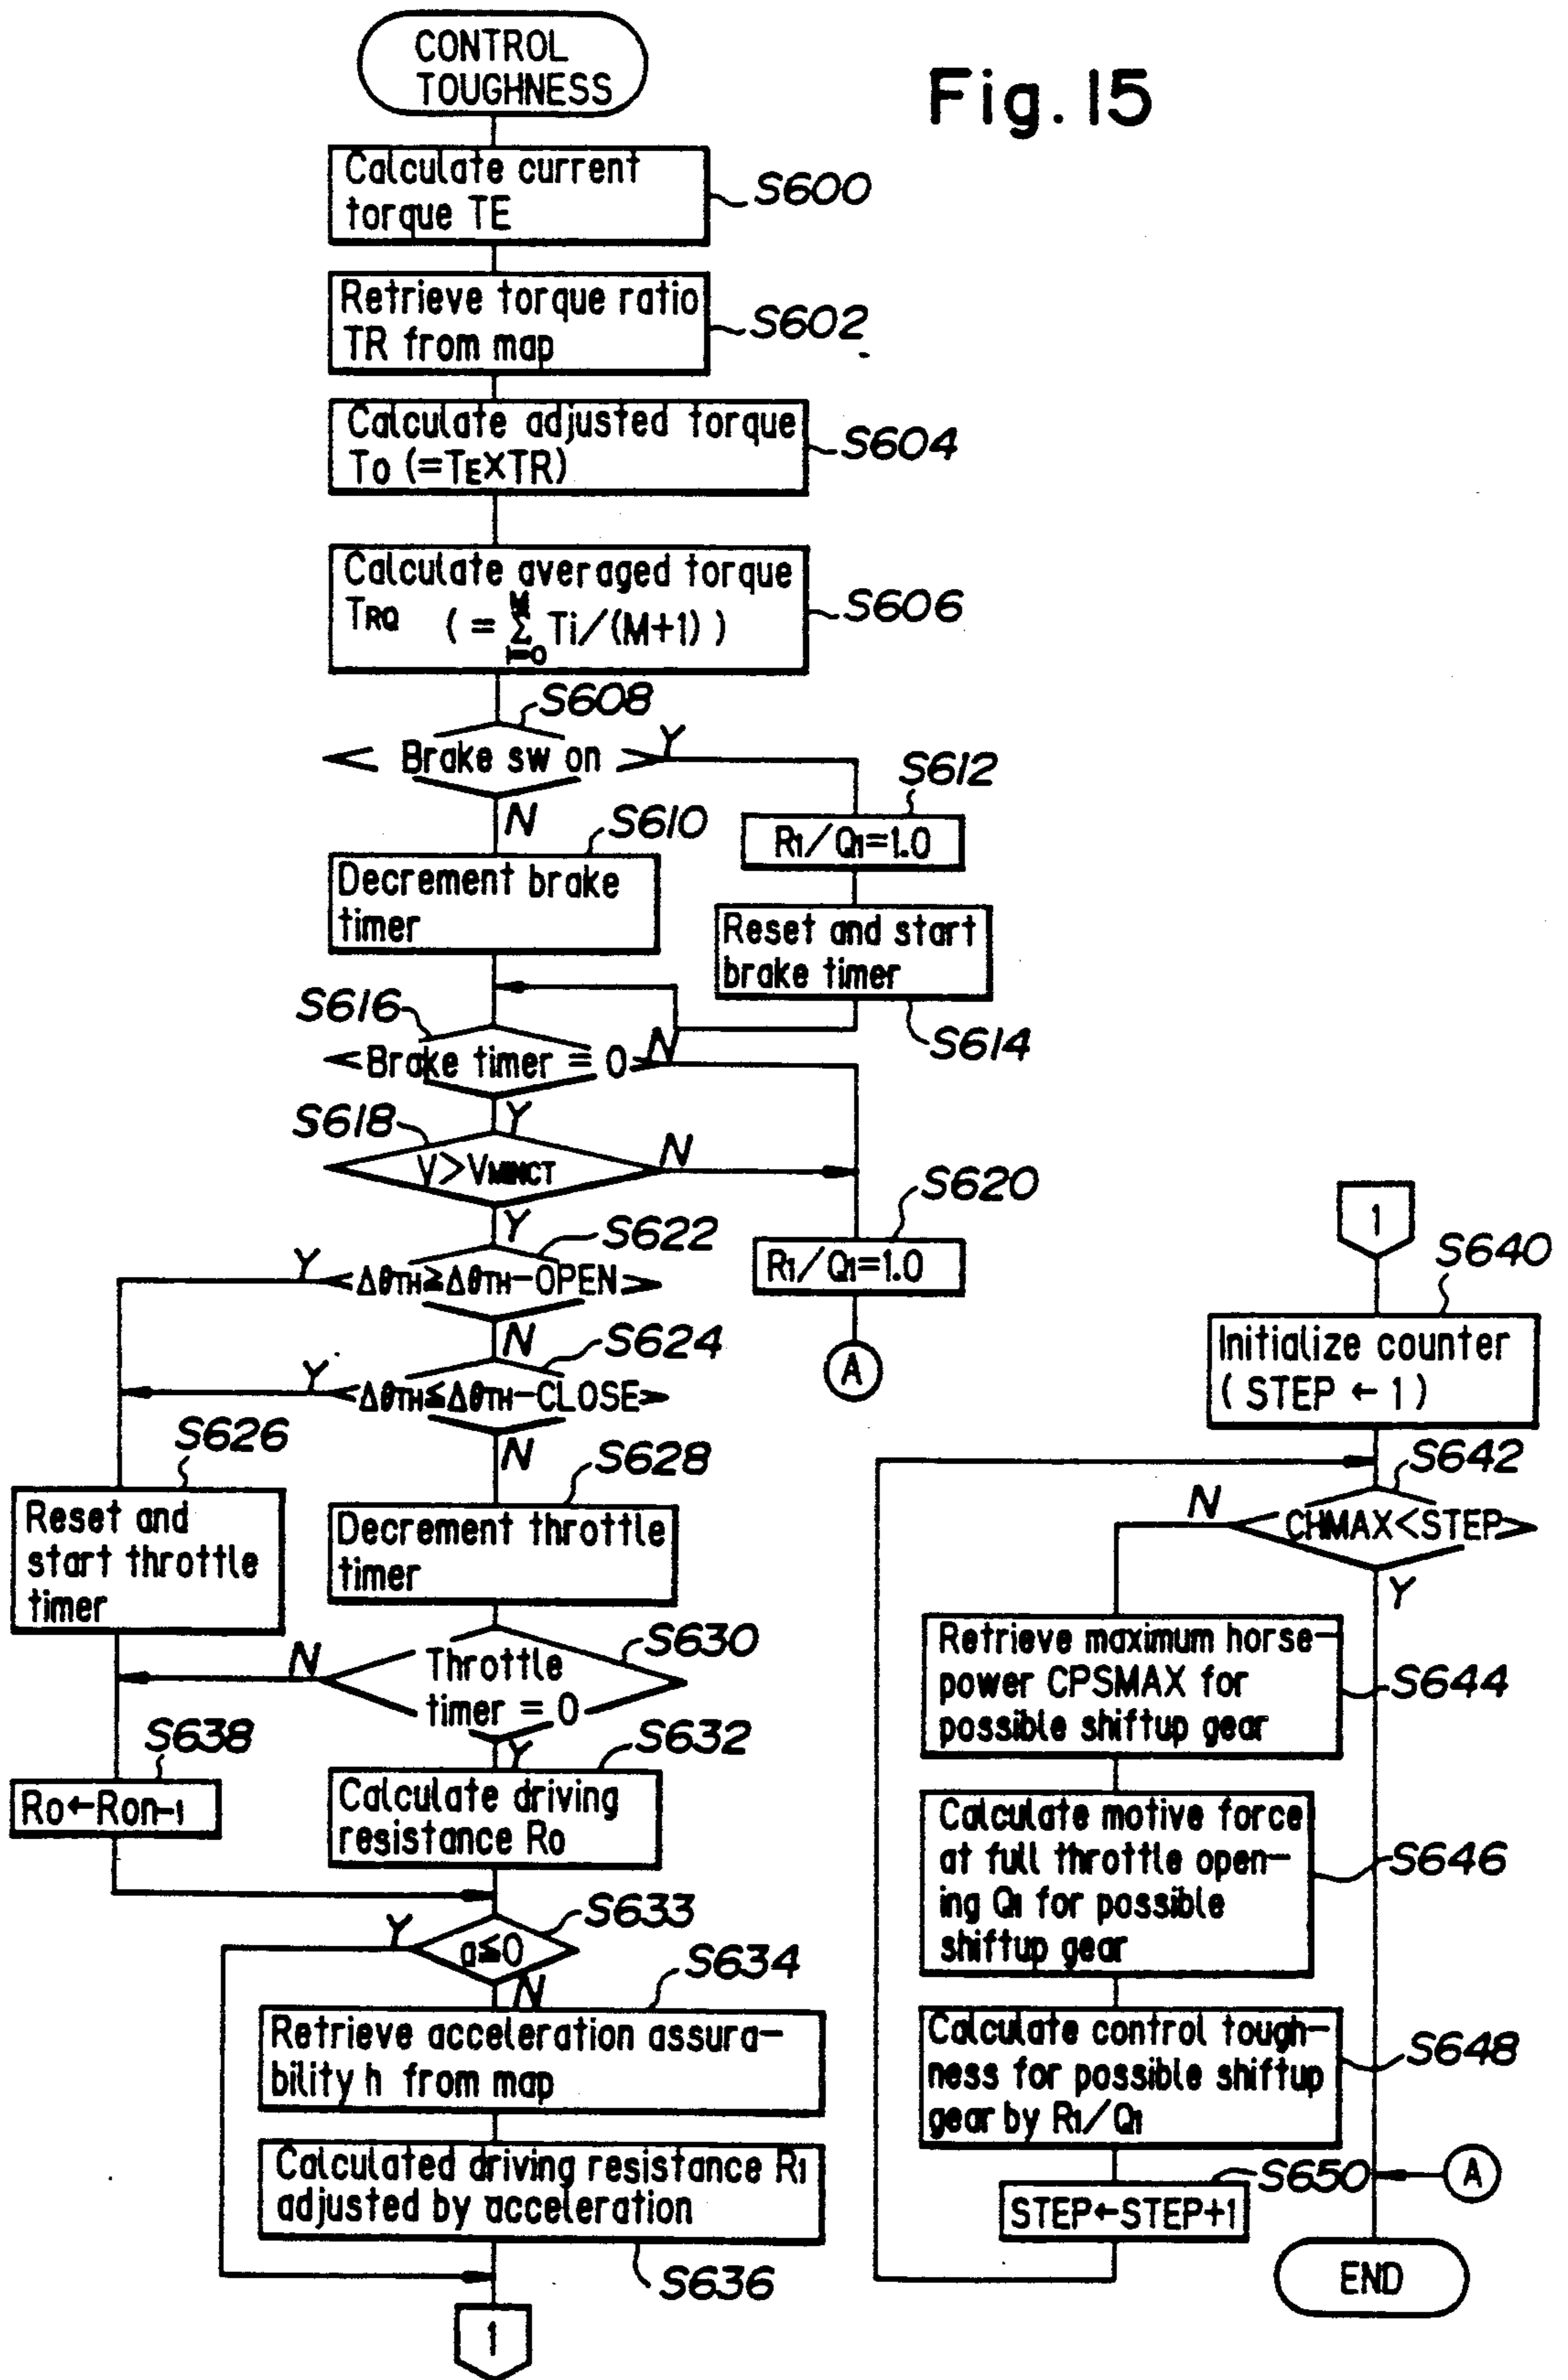 Fig. 15
CONTROL
TOUGHNESS
Calculate current
torque TE
S600
Retrieve torque ratio
TR from map
S602
Calculate adjusted torque
To (=TE×TR)
S604
Calculate averaged torque
TRQ (= M Σ i=0 Ti/(M+1) )
S606
S608
Brake sw on
Y
N
S610
Decrement brake
timer
S612
R1/Q1=1.0
Reset and start
brake timer
S614
S616
Brake timer = 0
N
Y
S618
V>VMINCT
N
Y
S620
R1/Q1=1.0
A
S622
ΔθTH≧ΔθTH-OPEN
Y
N
S624
ΔθTH≦ΔθTH-CLOSE
Y
N
S626
Reset and
start throttle
timer
S628
Decrement throttle
timer
S630
Throttle
timer = 0
N
Y
S632
Calculate driving
resistance Ro
S638
Ro←Ron-1
S633
a≦0
Y
N
S634
Retrieve acceleration assura-
bility h from map
Calculated driving resistance R1
adjusted by acceleration
S636
1
1
S640
Initialize counter
( STEP ← 1 )
S642
CHMAX<STEP
N
Y
Retrieve maximum horse-
power CPSMAX for
possible shiftup gear
S644
Calculate motive force
at full throttle open-
ing Q1 for possible
shiftup gear
S646
Calculate control tough-
ness for possible shiftup
gear by R1/Q1
S648
S650
STEP←STEP+1
A
END